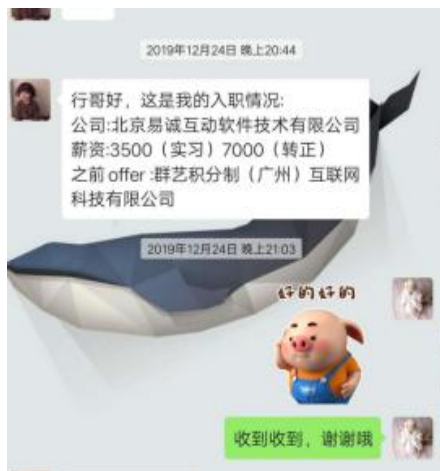 2019年12月24日 晚上20:44
行哥好，这是我的入职情况:
公司:北京易诚互动软件技术有限公司
薪资:3500（实习）7000（转正）
之前offer :群艺积分制（广州）互联网
科技有限公司
2019年12月24日 晚上21:03
好的好的
收到收到，谢谢哦